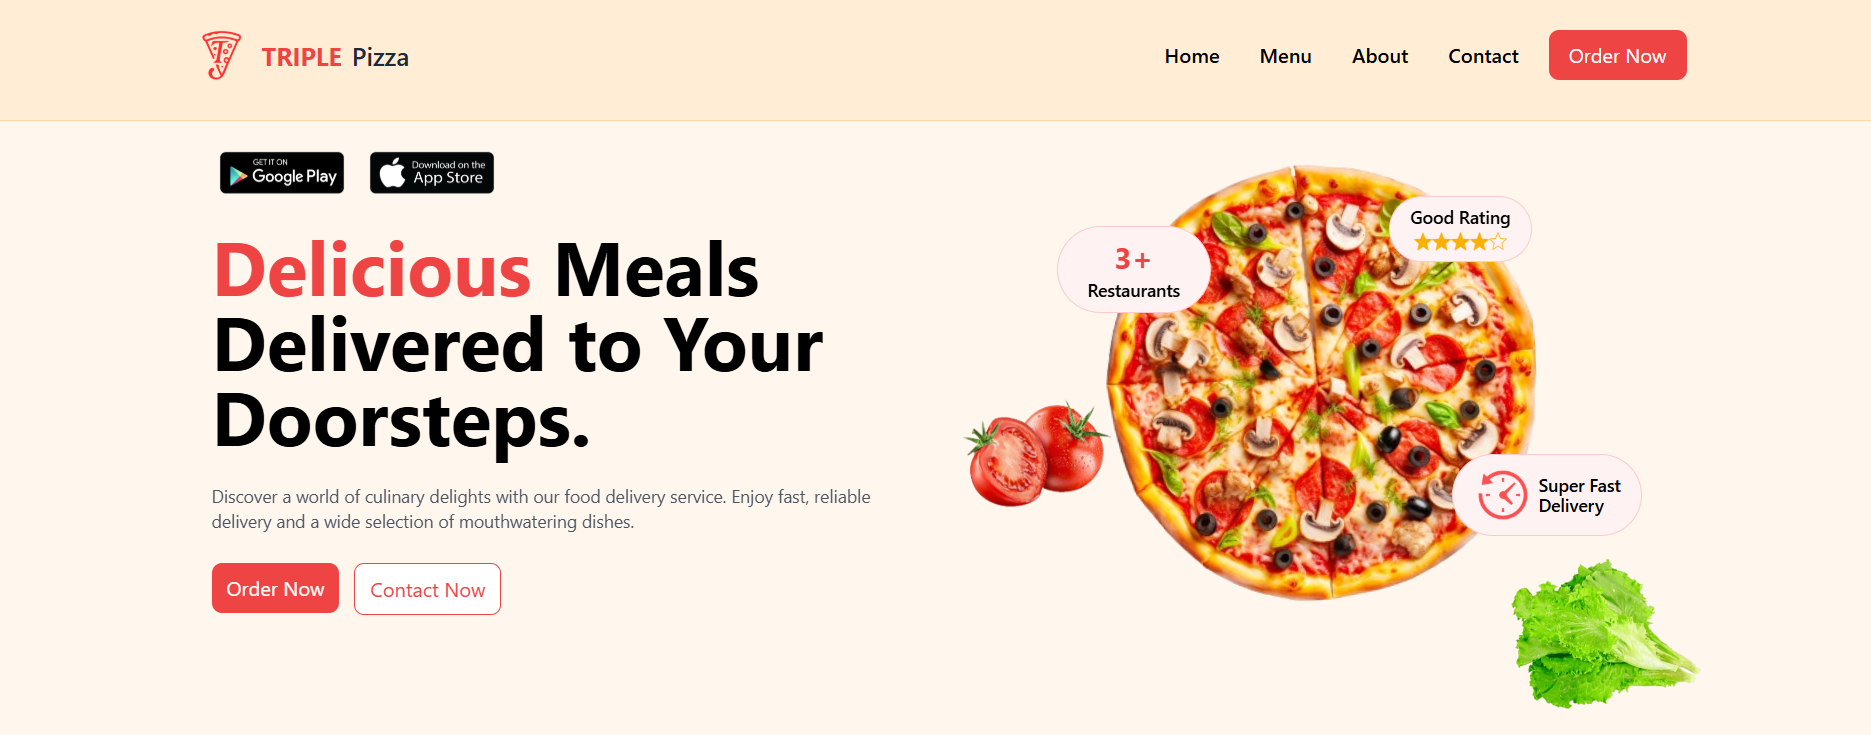 TRIPLE Pizza
Home Menu About Contact Order Now
GET IT ON
Google Play
Download on the
App Store
Delicious Meals
Delivered to Your
Doorsteps.
Discover a world of culinary delights with our food delivery service. Enjoy fast, reliable
delivery and a wide selection of mouthwatering dishes.
Order Now
Contact Now
3+
Restaurants
Good Rating
Super Fast
Delivery